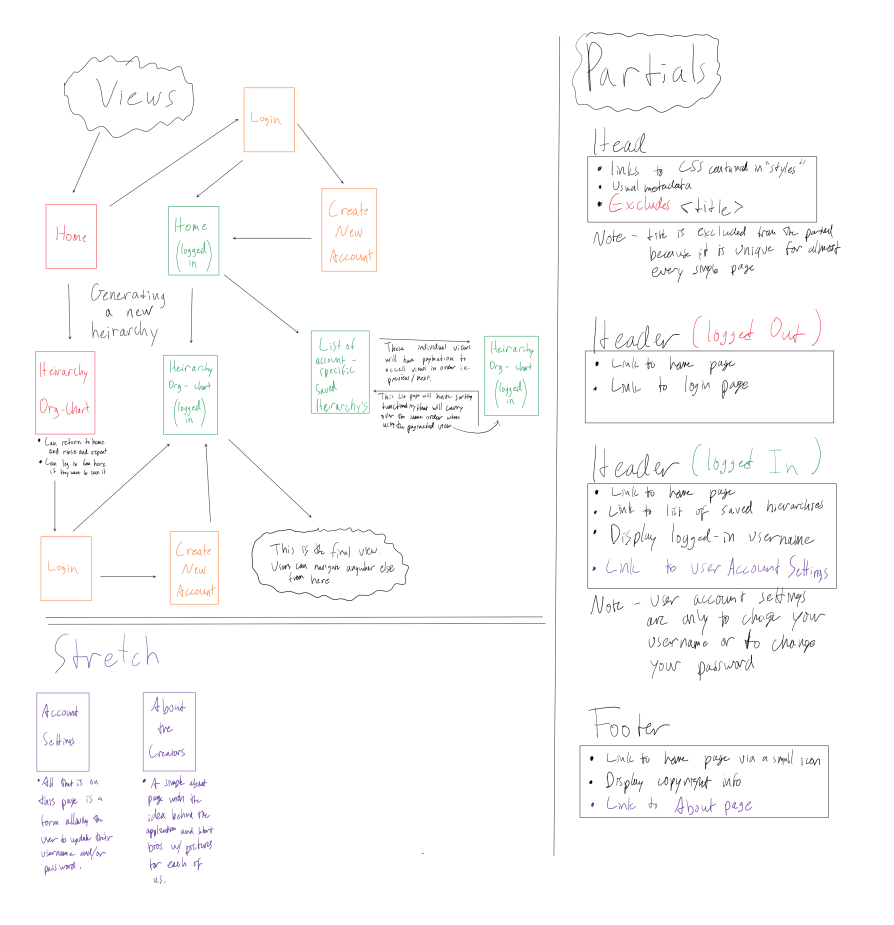 Views
Login
Home
Home
(logged
in)
Create
New
Account
Generating
a new
heirarchy
Heirarchy
Org-Chart
• Can return to home
and rinse and repeat
• Can log in from here
if they want to save it
Heirarchy
Org-chart
(logged
in)
List of
account-
specific
Saved
Heirarchy's
These individual views
will have pagination to
access views in order i.e.
previous/next.
This list page will have sorting
functionality that will carry
over the same order when
using the paginated view
Heirarchy
Org-chart
(logged
in)
Login
Create
New
Account
This is the final view.
Users can navigate anywhere else
from here.
Stretch
Account
Settings
• All that is on
this page is a
form allowing the
user to update their
username and/or
password.
About
the
Creators
• A simple about
page with the
idea behind the
application and short
bios w/ pictures
for each of
us.
Partials
Head
• Links to CSS contained in "styles"
• Usual metadata
• Excludes <title>
Note - title is excluded from the partial
because it is unique for almost
every single page
Header (logged Out)
• Link to home page
• Link to login page
Header (logged In)
• Link to home page
• Link to list of saved hierarchies
• Display logged-in username
• Link to user Account Settings
Note - user account settings
are only to change your
username or to change
your password
Footer
• Link to home page via a small icon
• Display copyright info
• Link to About page